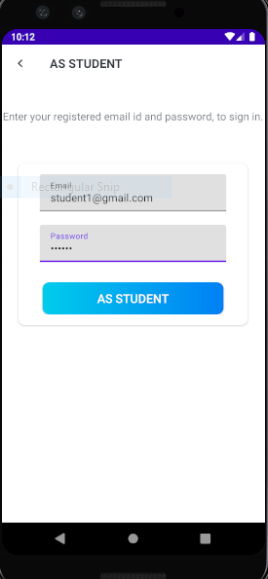 10:12
AS STUDENT
Enter your registered email id and password, to sign in.
Rectangular Snip
Email
student1@gmail.com
Password
••••••
AS STUDENT